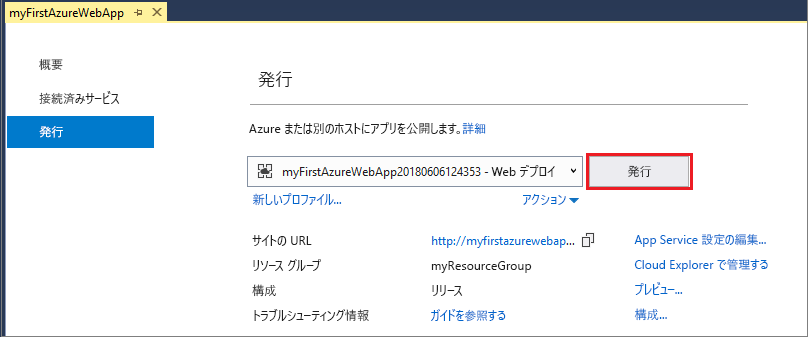 myFirstAzureWebApp
概要
接続済みサービス
発行
発行
Azure または別のホストにアプリを公開します。詳細
myFirstAzureWebApp20180606124353 - Web デプロイ
発行
新しいプロファイル...
アクション
サイトの URL
http://myfirstazurewebap...
App Service 設定の編集...
リソース グループ
myResourceGroup
Cloud Explorer で管理する
構成
リリース
プレビュー...
トラブルシューティング情報
ガイドを参照する
構成...